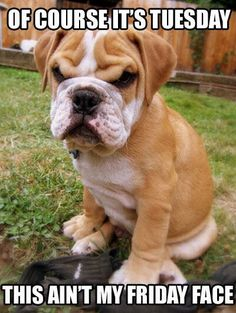 OF COURSE IT'S TUESDAY
THIS AIN'T MY FRIDAY FACE